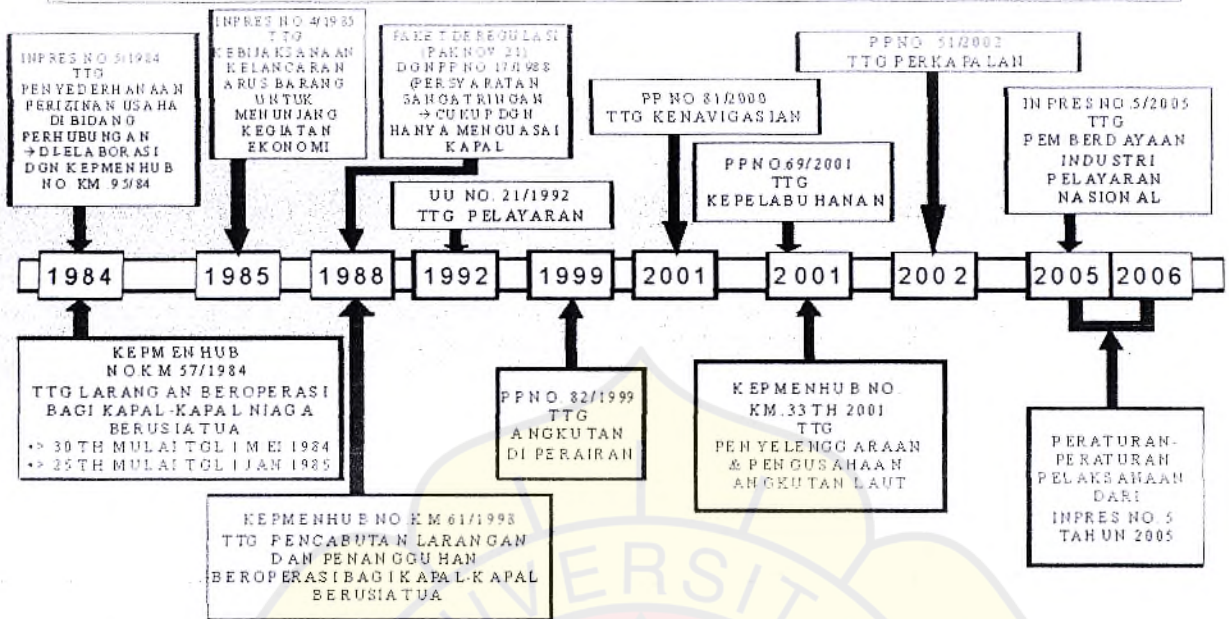 INPRES NO 5/1984
TTG
PENYEDERHANAAN
PERIZINAN USAHA
DI BIDANG
PERHUBUNGAN
→DLELABORASI
DGN KEPMENHUB
NO KM .95/84
INPRES NO 4/1985
TTG
KEBIJAKSANAAN
KELANCARAN
ARUS BARANG
UNTUK
MENUNJANG
KEGIATAN
EKONOMI
PAKET DEREGULASI
(PAKNOV 21)
DGN PP NO 17/1988
(PERSYARATAN
SANGAT RINGAN
→ CUKUP DGN
HANYA MENGUASAI
KAPAL
UU NO. 21/1992
TTG PELAYARAN
PP NO 81/2000
TTG KENAVIGASIAN
PPNO.69/2001
TTG
KEPELABUHANAN
PPNO. 51/2002
TTG PERKAPALAN
INPRES NO.5/2005
TTG
PEMBERDAYAAN
INDUSTRI
PELAYARAN
NASIONAL
1984 1985 1988 1992 1999 2001 2001 2002 2005 2006
KEPMENHUB
NO.KM 57/1984
TTG LARANGAN BEROPERASI
BAGI KAPAL-KAPAL NIAGA
BERUSIA TUA
•> 30 TH MULAI TGL 1 MEI 1984
•> 25 TH MULAI TGL 1 JAN 1985
KEPMENHUB NO.KM 61/1998
TTG PENCABUTAN LARANGAN
DAN PENANGGUHAN
BEROPERASI BAGI KAPAL-KAPAL
BERUSIA TUA
PPNO. 82/1999
TTG
ANGKUTAN
DI PERAIRAN
KEPMENHUB NO.
KM.33 TH 2001
TTG
PENYELENGGARAAN
& PENGUSAHAAN
ANGKUTAN LAUT
PERATURAN-
PERATURAN
PELAKSANAAN
DARI
INPRES NO. 5
TAHUN 2005